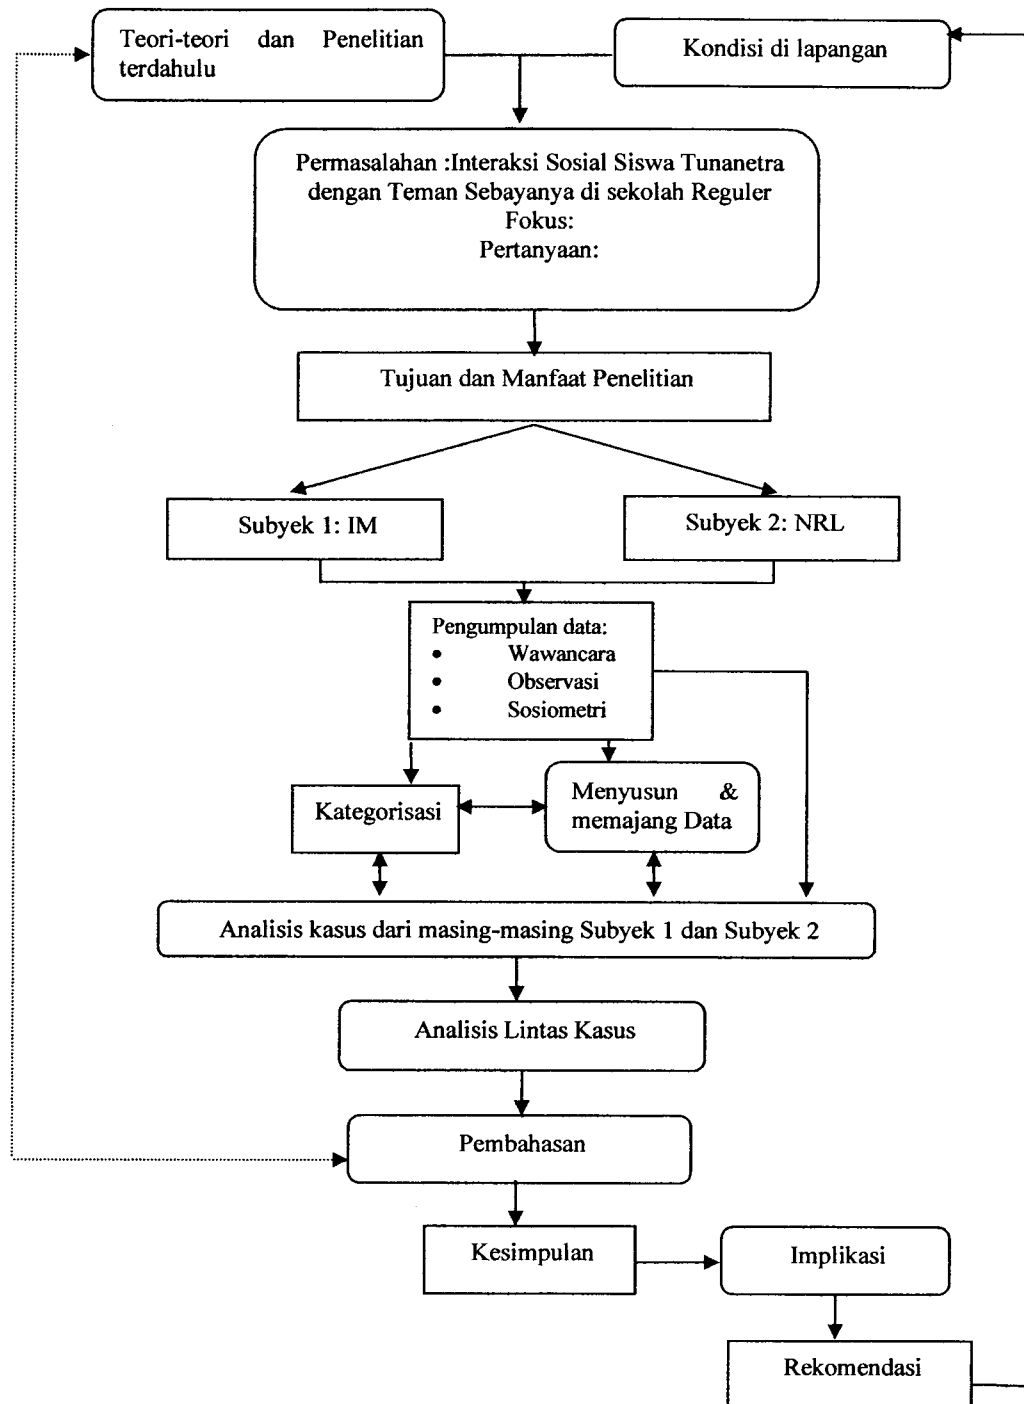 Teori-teori dan Penelitian
terdahulu
Kondisi di lapangan
Permasalahan :Interaksi Sosial Siswa Tunanetra
dengan Teman Sebayanya di sekolah Reguler
Fokus:
Pertanyaan:
Tujuan dan Manfaat Penelitian
Subyek 1: IM
Subyek 2: NRL
Pengumpulan data:
• Wawancara
• Observasi
• Sosiometri
Kategorisasi
Menyusun &
memajang Data
Analisis kasus dari masing-masing Subyek 1 dan Subyek 2
Analisis Lintas Kasus
Pembahasan
Kesimpulan
Implikasi
Rekomendasi